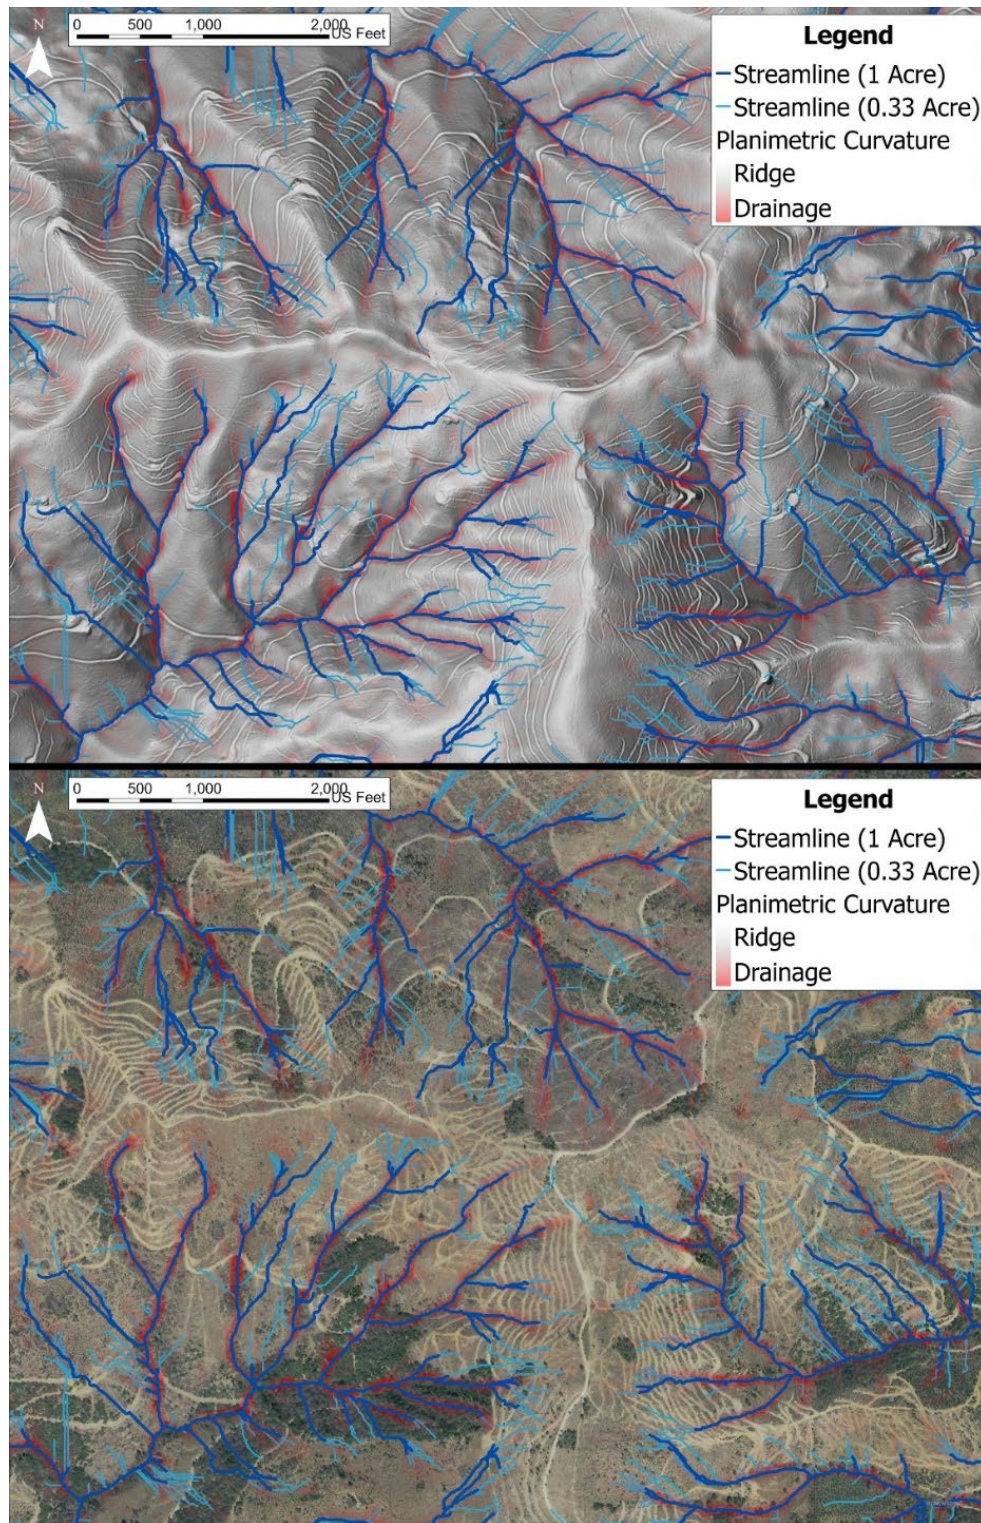 N
0 500 1,000 2,000
US Feet
Legend
Streamline (1 Acre)
Streamline (0.33 Acre)
Planimetric Curvature
Ridge
Drainage
N
0 500 1,000 2,000
US Feet
Legend
Streamline (1 Acre)
Streamline (0.33 Acre)
Planimetric Curvature
Ridge
Drainage